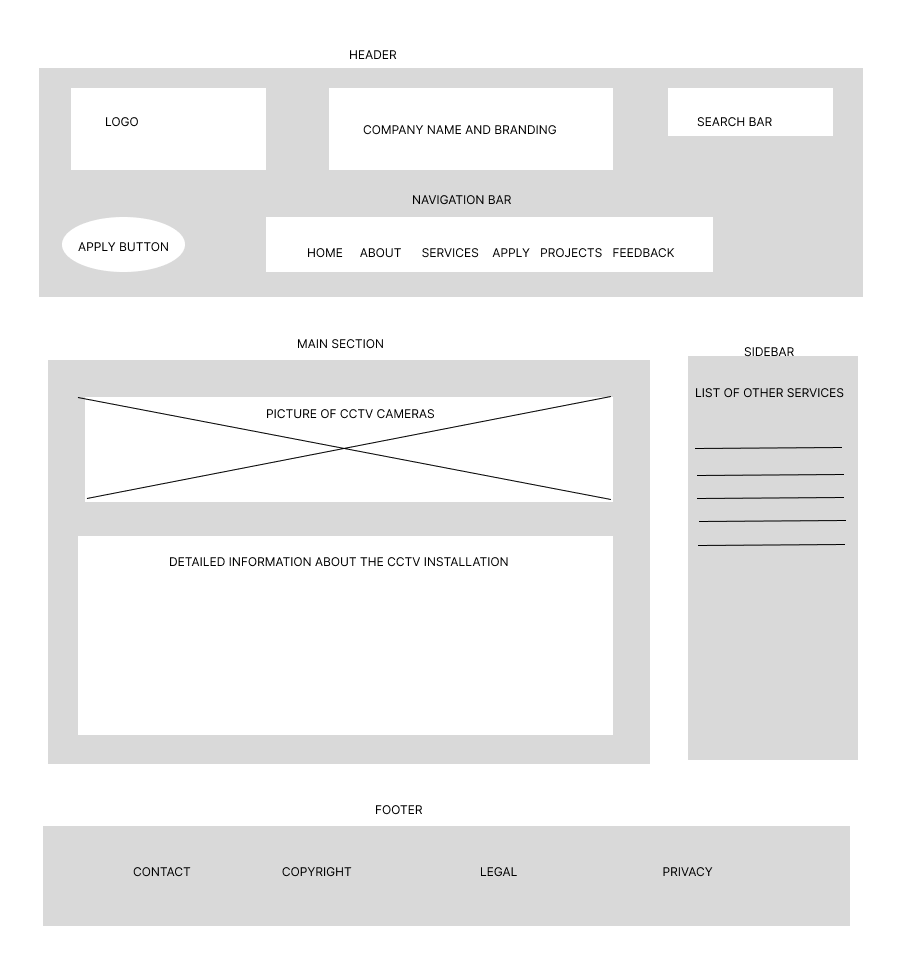 HEADER
LOGO
COMPANY NAME AND BRANDING
SEARCH BAR
NAVIGATION BAR
APPLY BUTTON
HOME ABOUT SERVICES APPLY PROJECTS FEEDBACK
MAIN SECTION
PICTURE OF CCTV CAMERAS
DETAILED INFORMATION ABOUT THE CCTV INSTALLATION
SIDEBAR
LIST OF OTHER SERVICES
FOOTER
CONTACT COPYRIGHT LEGAL PRIVACY